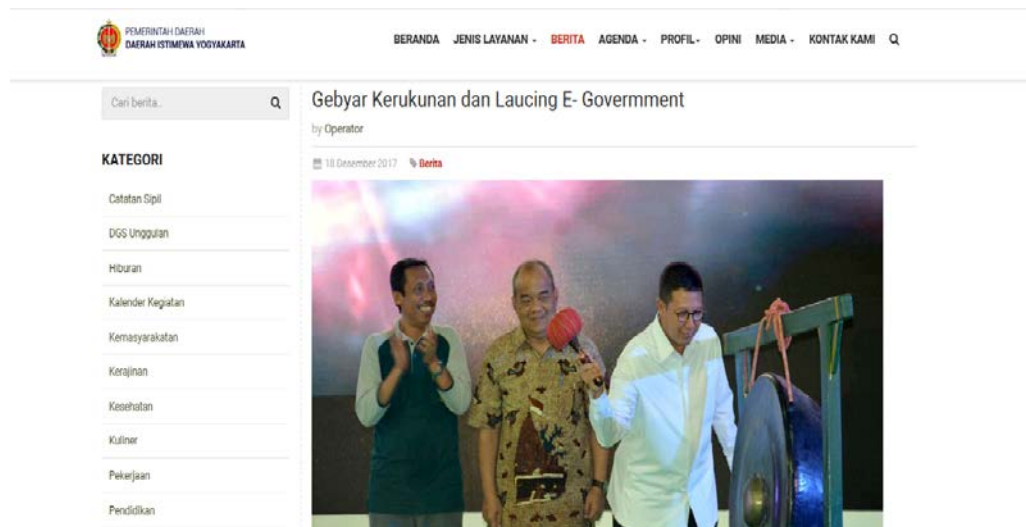 PEMERINTAH DAERAH
DAERAH ISTIMEWA YOGYAKARTA
BERANDA JENIS LAYANAN - BERITA AGENDA - PROFIL - OPINI MEDIA - KONTAK KAMI
Cari berita..
Gebyar Kerukunan dan Laucing E- Govermment
by Operator
18 Desember 2017 Berita
KATEGORI
Catatan Sipil
DGS Unggulan
Hiburan
Kalender Kegiatan
Kemasyarakatan
Kerajinan
Kesehatan
Kuliner
Pekerjaan
Pendidikan